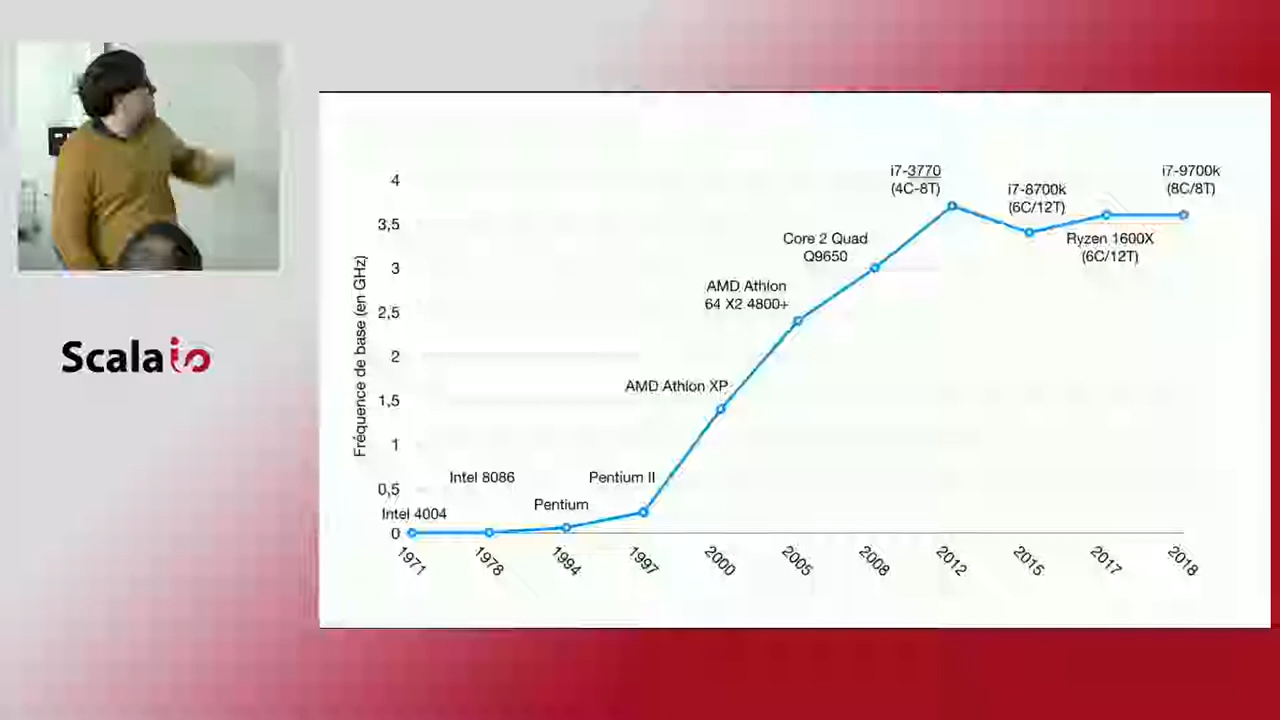 Scala io
Fréquence de base (en GHz)
4
3,5
3
2,5
2
1,5
1
0,5
0
Intel 4004
Intel 8086
Pentium
Pentium II
AMD Athlon XP
AMD Athlon
64 X2 4800+
Core 2 Quad
Q9650
i7-3770
(4C-8T)
i7-8700k
(6C/12T)
Ryzen 1600X
(6C/12T)
i7-9700k
(8C/8T)
1971
1978
1994
1997
2000
2005
2008
2012
2015
2017
2018